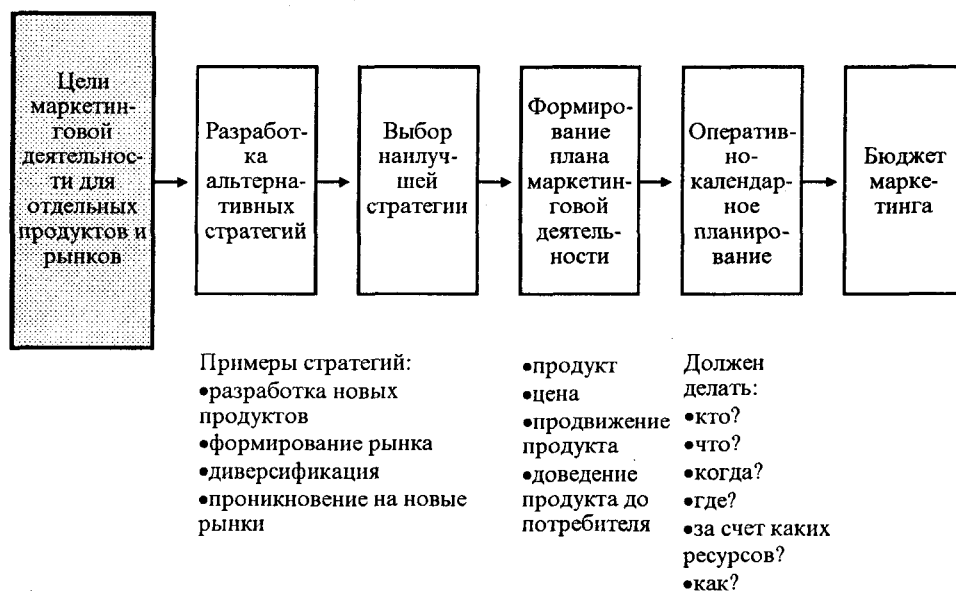 Цели
маркетин-
говой
деятельнос-
ти для
отдельных
продуктов и
рынков
Разработ-
ка
альтерна-
тивных
стратегий
Выбор
наилуч-
шей
стратегии
Формиро-
вание
плана
маркетин-
говой
деятель-
ности
Оператив-
но-
календар-
ное
планиро-
вание
Бюджет
марке-
тинга
Примеры стратегий:
•разработка новых
продуктов
•формирование рынка
•диверсификация
•проникновение на новые
рынки
•продукт
•цена
•продвижение
продукта
•доведение
продукта до
потребителя
Должен
делать:
•кто?
•что?
•когда?
•где?
•за счет каких
ресурсов?
•как?